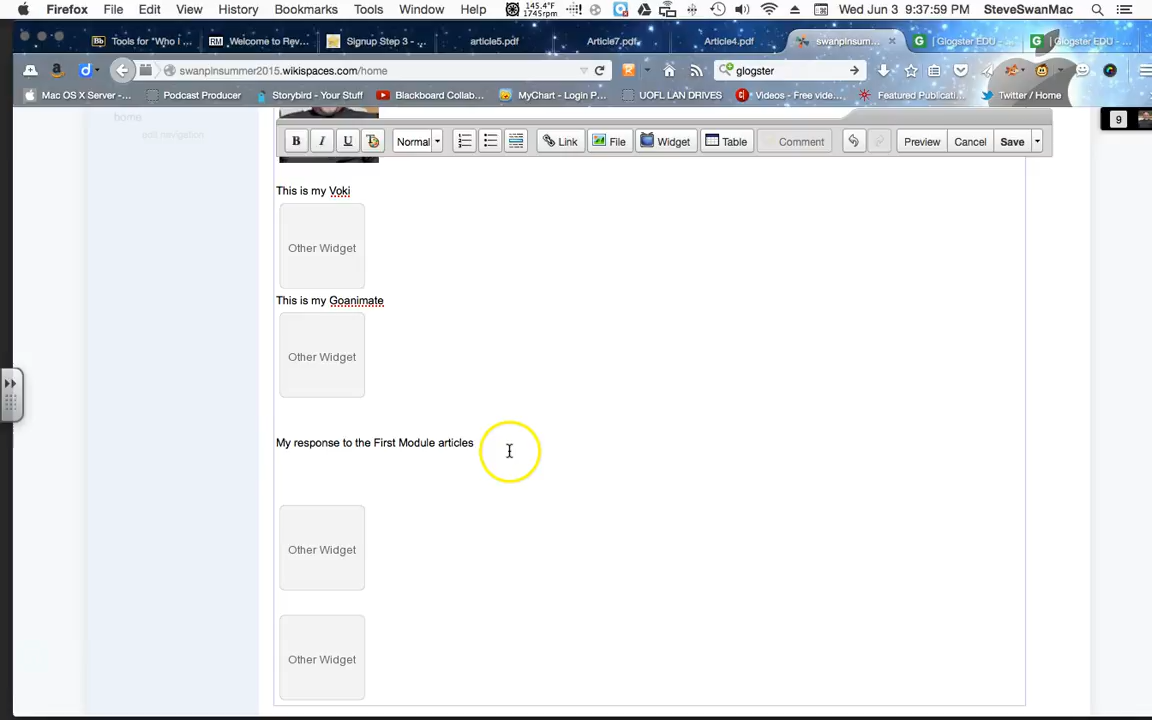 Firefox File Edit View History Bookmarks Tools Window Help 145.4°F 1745rpm Wed Jun 3 9:37:59 PM SteveSwanMac
Tools for "Who I ... Welcome to Rev... Signup Step 3 - ... article5.pdf Article7.pdf Article4.pdf swanpinsum... Glogster EDU - ... Glogster EDU - ...
swanpinsummer2015.wikispaces.com/home glogster
Mac OS X Server -... Podcast Producer Storybird - Your Stuff Blackboard Collab... MyChart - Login P... UOFL LAN DRIVES Videos - Free vide... Featured Publicati... Twitter / Home
home
edit navigation
9
B I U Normal Link File Widget Table Comment Preview Cancel Save
This is my Voki
Other Widget
This is my Goanimate
Other Widget
My response to the First Module articles
Other Widget
Other Widget